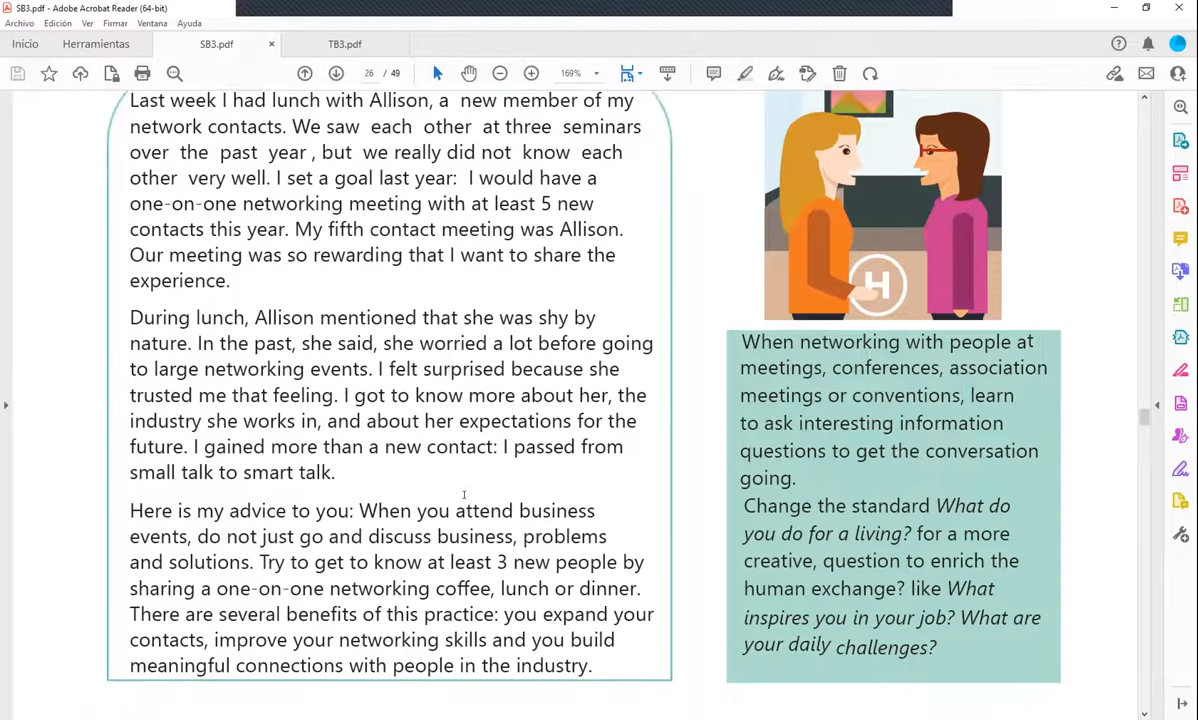 SB3.pdf - Adobe Acrobat Reader (64-bit)
Archivo Edición Ver Firmar Ventana Ayuda
Inicio Herramientas SB3.pdf × TB3.pdf
26 / 49 169%
Last week I had lunch with Allison, a new member of my
network contacts. We saw each other at three seminars
over the past year , but we really did not know each
other very well. I set a goal last year: I would have a
one-on-one networking meeting with at least 5 new
contacts this year. My fifth contact meeting was Allison.
Our meeting was so rewarding that I want to share the
experience.
During lunch, Allison mentioned that she was shy by
nature. In the past, she said, she worried a lot before going
to large networking events. I felt surprised because she
trusted me that feeling. I got to know more about her, the
industry she works in, and about her expectations for the
future. I gained more than a new contact: I passed from
small talk to smart talk.
Here is my advice to you: When you attend business
events, do not just go and discuss business, problems
and solutions. Try to get to know at least 3 new people by
sharing a one-on-one networking coffee, lunch or dinner.
There are several benefits of this practice: you expand your
contacts, improve your networking skills and you build
meaningful connections with people in the industry.
H
When networking with people at
meetings, conferences, association
meetings or conventions, learn
to ask interesting information
questions to get the conversation
going.
Change the standard What do
you do for a living? for a more
creative, question to enrich the
human exchange? like What
inspires you in your job? What are
your daily challenges?